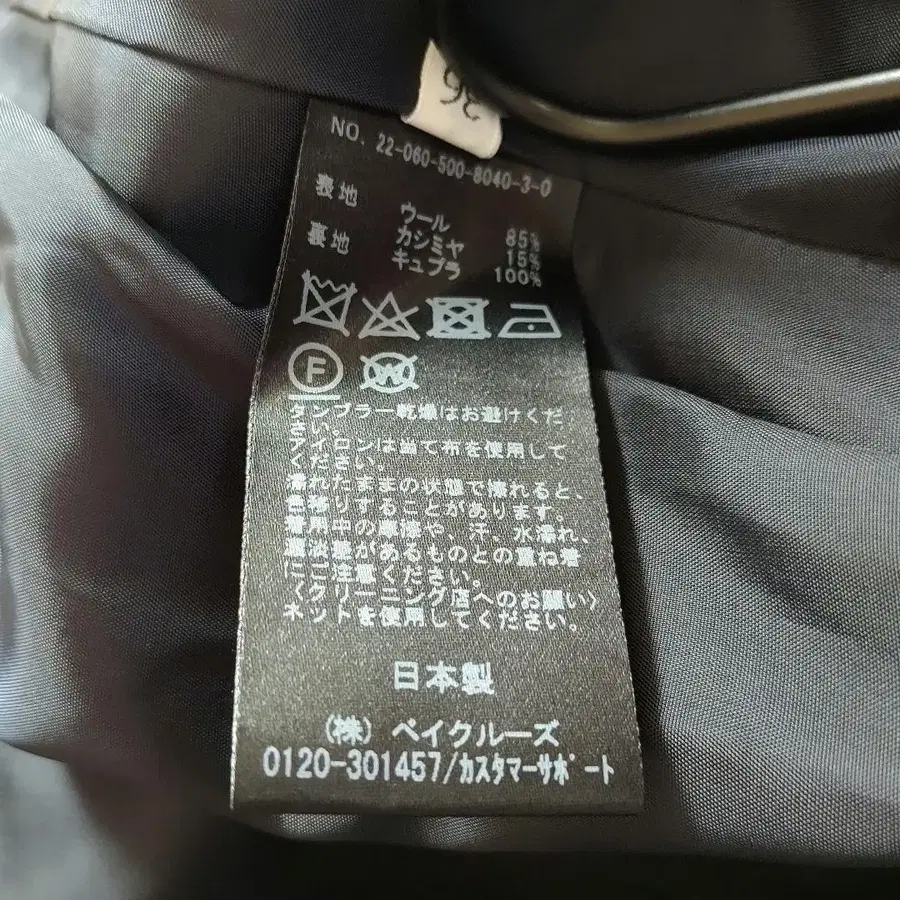 36
NO. 22-060-500-8040-3-0
表地 ウール 85%
カシミヤ 15%
裏地 キュプラ 100%
F W
タンブラー乾燥はお避けくだ
さい。
アイロンは当て布を使用して
ください。
濡れたままの状態で濡れると、
色移りすることがあります。
着用中の摩擦や、汗、水濡れ、
濃淡差があるものとの重ね着
にご注意ください。
〈クリーニング店へのお願い〉
ネットを使用してください。
日本製
(株) ベイクルーズ
0120-301457/カスタマーサポート